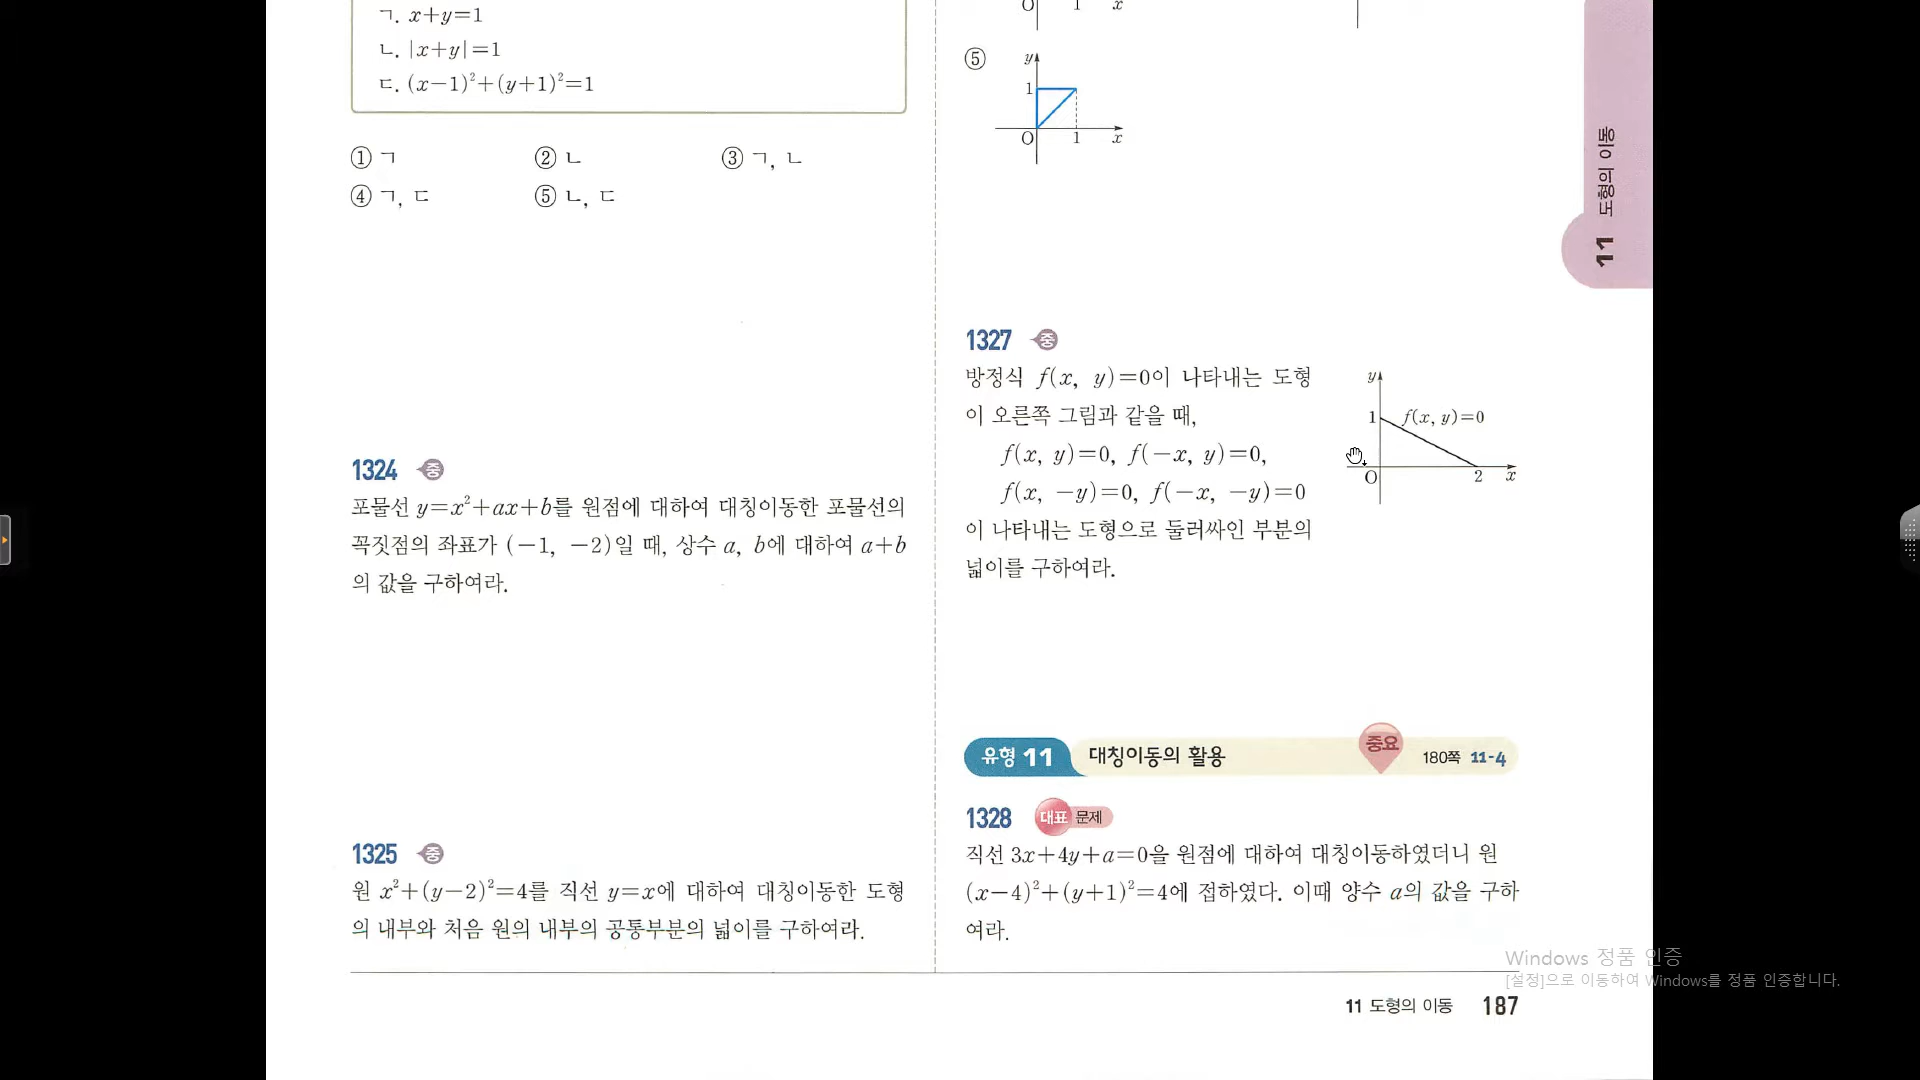 ㄱ. x+y=1
ㄴ. |x+y|=1
ㄷ. (x-1)²+(y+1)²=1
① ㄱ ② ㄴ ③ ㄱ, ㄴ
④ ㄱ, ㄷ ⑤ ㄴ, ㄷ
1324 중
포물선 y=x²+ax+b를 원점에 대하여 대칭이동한 포물선의
꼭짓점의 좌표가 (-1, -2)일 때, 상수 a, b에 대하여 a+b
의 값을 구하여라.
1325 중
원 x²+(y-2)²=4를 직선 y=x에 대하여 대칭이동한 도형
의 내부와 처음 원의 내부의 공통부분의 넓이를 구하여라.
O 1 x
⑤
y
1
O 1 x
1327 중
방정식 f(x, y)=0이 나타내는 도형
이 오른쪽 그림과 같을 때,
f(x, y)=0, f(-x, y)=0,
f(x, -y)=0, f(-x, -y)=0
이 나타내는 도형으로 둘러싸인 부분의
넓이를 구하여라.
y
1 f(x, y)=0
O 2 x
유형 11 대칭이동의 활용 중요 180쪽 11-4
1328 대표 문제
직선 3x+4y+a=0을 원점에 대하여 대칭이동하였더니 원
(x-4)²+(y+1)²=4에 접하였다. 이때 양수 a의 값을 구하
여라.
11 도형의 이동
Windows 정품 인증
[설정]으로 이동하여 Windows를 정품 인증합니다.
11 도형의 이동 187